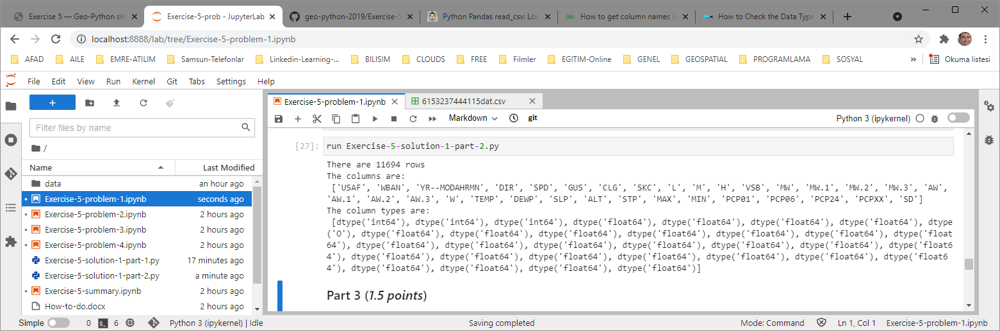 Exercise 5 — Geo-Python sit
Exercise-5-prob - JupyterLab
geo-python-2019/Exercise-5
Python Pandas read_csv: Loa
How to get column names in
How to Check the Data Type
localhost:8888/lab/tree/Exercise-5-problem-1.ipynb
AFAD AILE EMRE-ATILIM Samsun-Telefonlar Linkedin-Learning-... BILISIM CLOUDS FREE Filmler EGITIM-Online GENEL GEOSPATIAL PROGRAMLAMA SOSYAL » Okuma listesi
File Edit View Run Kernel Git Tabs Settings Help
Filter files by name
/
Name Last Modified
data an hour ago
Exercise-5-problem-1.ipynb seconds ago
Exercise-5-problem-2.ipynb 2 hours ago
Exercise-5-problem-3.ipynb 2 hours ago
Exercise-5-problem-4.ipynb 2 hours ago
Exercise-5-solution-1-part-1.py 17 minutes ago
Exercise-5-solution-1-part-2.py a minute ago
Exercise-5-summary.ipynb 2 hours ago
How-to-do.docx 2 hours ago
Exercise-5-problem-1.ipynb
6153237444115dat.csv
Markdown git Python 3 (ipykernel)
[27]: run Exercise-5-solution-1-part-2.py
There are 11694 rows
The columns are:
['USAF', 'WBAN', 'YR--MODAHRMN', 'DIR', 'SPD', 'GUS', 'CLG', 'SKC', 'L', 'M', 'H', 'VSB', 'MW', 'MW.1', 'MW.2', 'MW.3', 'AW',
'AW.1', 'AW.2', 'AW.3', 'W', 'TEMP', 'DEWP', 'SLP', 'ALT', 'STP', 'MAX', 'MIN', 'PCP01', 'PCP06', 'PCP24', 'PCPXX', 'SD']
The column types are:
[dtype('int64'), dtype('int64'), dtype('int64'), dtype('float64'), dtype('float64'), dtype('float64'), dtype('float64'), dtype
('O'), dtype('float64'), dtype('float64'), dtype('float64'), dtype('float64'), dtype('float64'), dtype('float64'), dtype('float
64'), dtype('float64'), dtype('float64'), dtype('float64'), dtype('float64'), dtype('float64'), dtype('float64'), dtype('float6
4'), dtype('float64'), dtype('float64'), dtype('float64'), dtype('float64'), dtype('float64'), dtype('float64'), dtype('float6
4'), dtype('float64'), dtype('float64'), dtype('float64'), dtype('float64')]
Part 3 (1.5 points)
Simple 0 6 Python 3 (ipykernel) | Idle Saving completed Mode: Command Ln 1, Col 1 Exercise-5-problem-1.ipynb